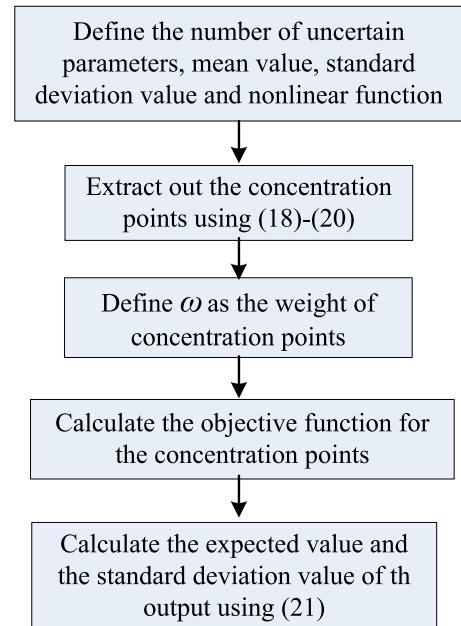 Define the number of uncertain
parameters, mean value, standard
deviation value and nonlinear function
Extract out the concentration
points using (18)-(20)
Define ω as the weight of
concentration points
Calculate the objective function for
the concentration points
Calculate the expected value and
the standard deviation value of th
output using (21)